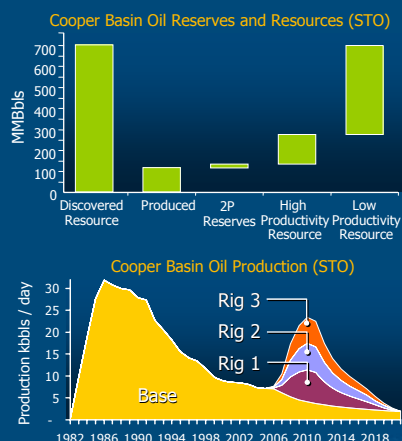 Cooper Basin Oil Reserves and Resources (STO)
MMBbls
700
600
500
400
300
200
100
0
Discovered Resource
Produced
2P Reserves
High Productivity Resource
Low Productivity Resource
Cooper Basin Oil Production (STO)
Production kbbls / day
30
25
20
15
10
5
-
Rig 3
Rig 2
Rig 1
Base
1982 1986 1990 1994 1998 2002 2006 2010 2014 2018